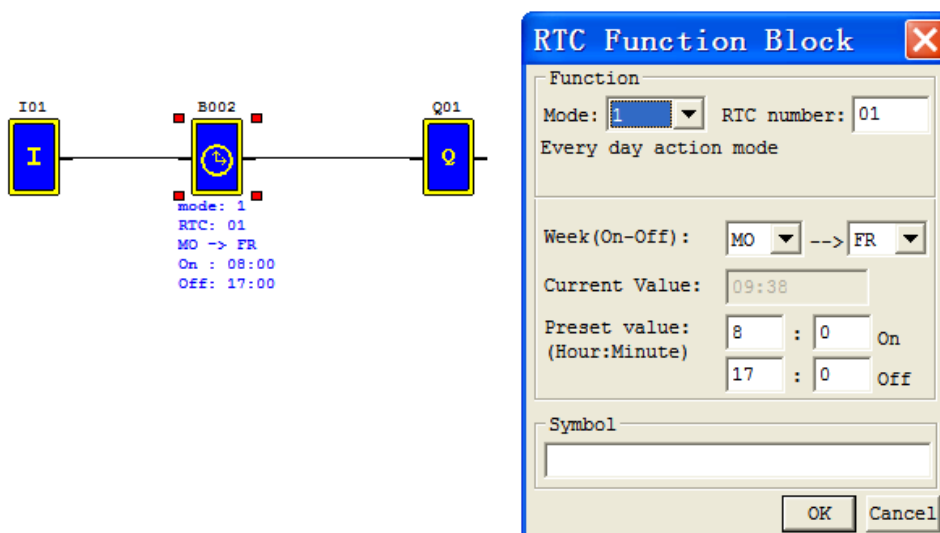 I01
B002
Q01
I
Q
mode: 1
RTC: 01
MO -> FR
On : 08:00
Off: 17:00
RTC Function Block
Function
Mode: 1 RTC number: 01
Every day action mode
Week(On-Off): MO --> FR
Current Value: 09:38
Preset value: 8 : 0 On
(Hour:Minute)
17 : 0 Off
Symbol
OK Cancel